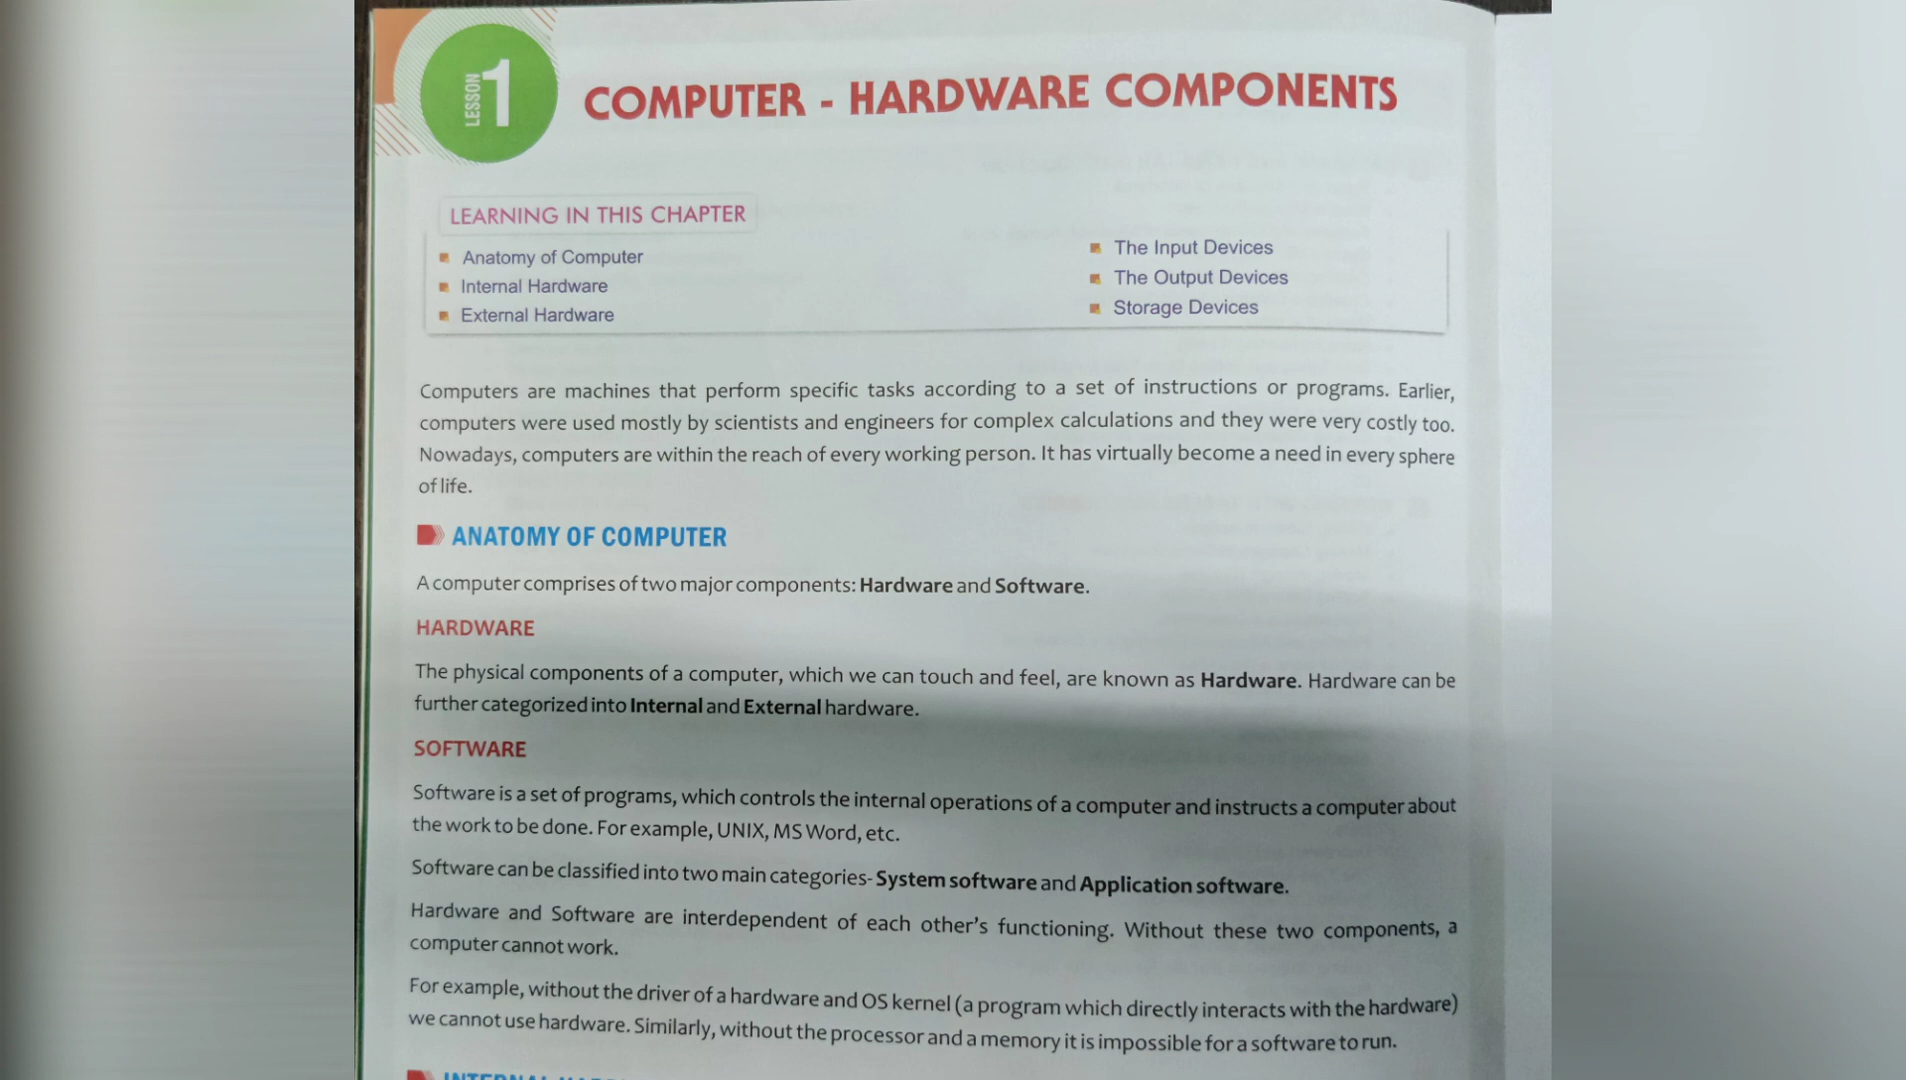 LESSON 1
COMPUTER - HARDWARE COMPONENTS
LEARNING IN THIS CHAPTER
Anatomy of Computer
Internal Hardware
External Hardware
The Input Devices
The Output Devices
Storage Devices
Computers are machines that perform specific tasks according to a set of instructions or programs. Earlier,
computers were used mostly by scientists and engineers for complex calculations and they were very costly too.
Nowadays, computers are within the reach of every working person. It has virtually become a need in every sphere
of life.
ANATOMY OF COMPUTER
A computer comprises of two major components: Hardware and Software.
HARDWARE
The physical components of a computer, which we can touch and feel, are known as Hardware. Hardware can be
further categorized into Internal and External hardware.
SOFTWARE
Software is a set of programs, which controls the internal operations of a computer and instructs a computer about
the work to be done. For example, UNIX, MS Word, etc.
Software can be classified into two main categories- System software and Application software.
Hardware and Software are interdependent of each other's functioning. Without these two components, a
computer cannot work.
For example, without the driver of a hardware and OS kernel (a program which directly interacts with the hardware)
we cannot use hardware. Similarly, without the processor and a memory it is impossible for a software to run.